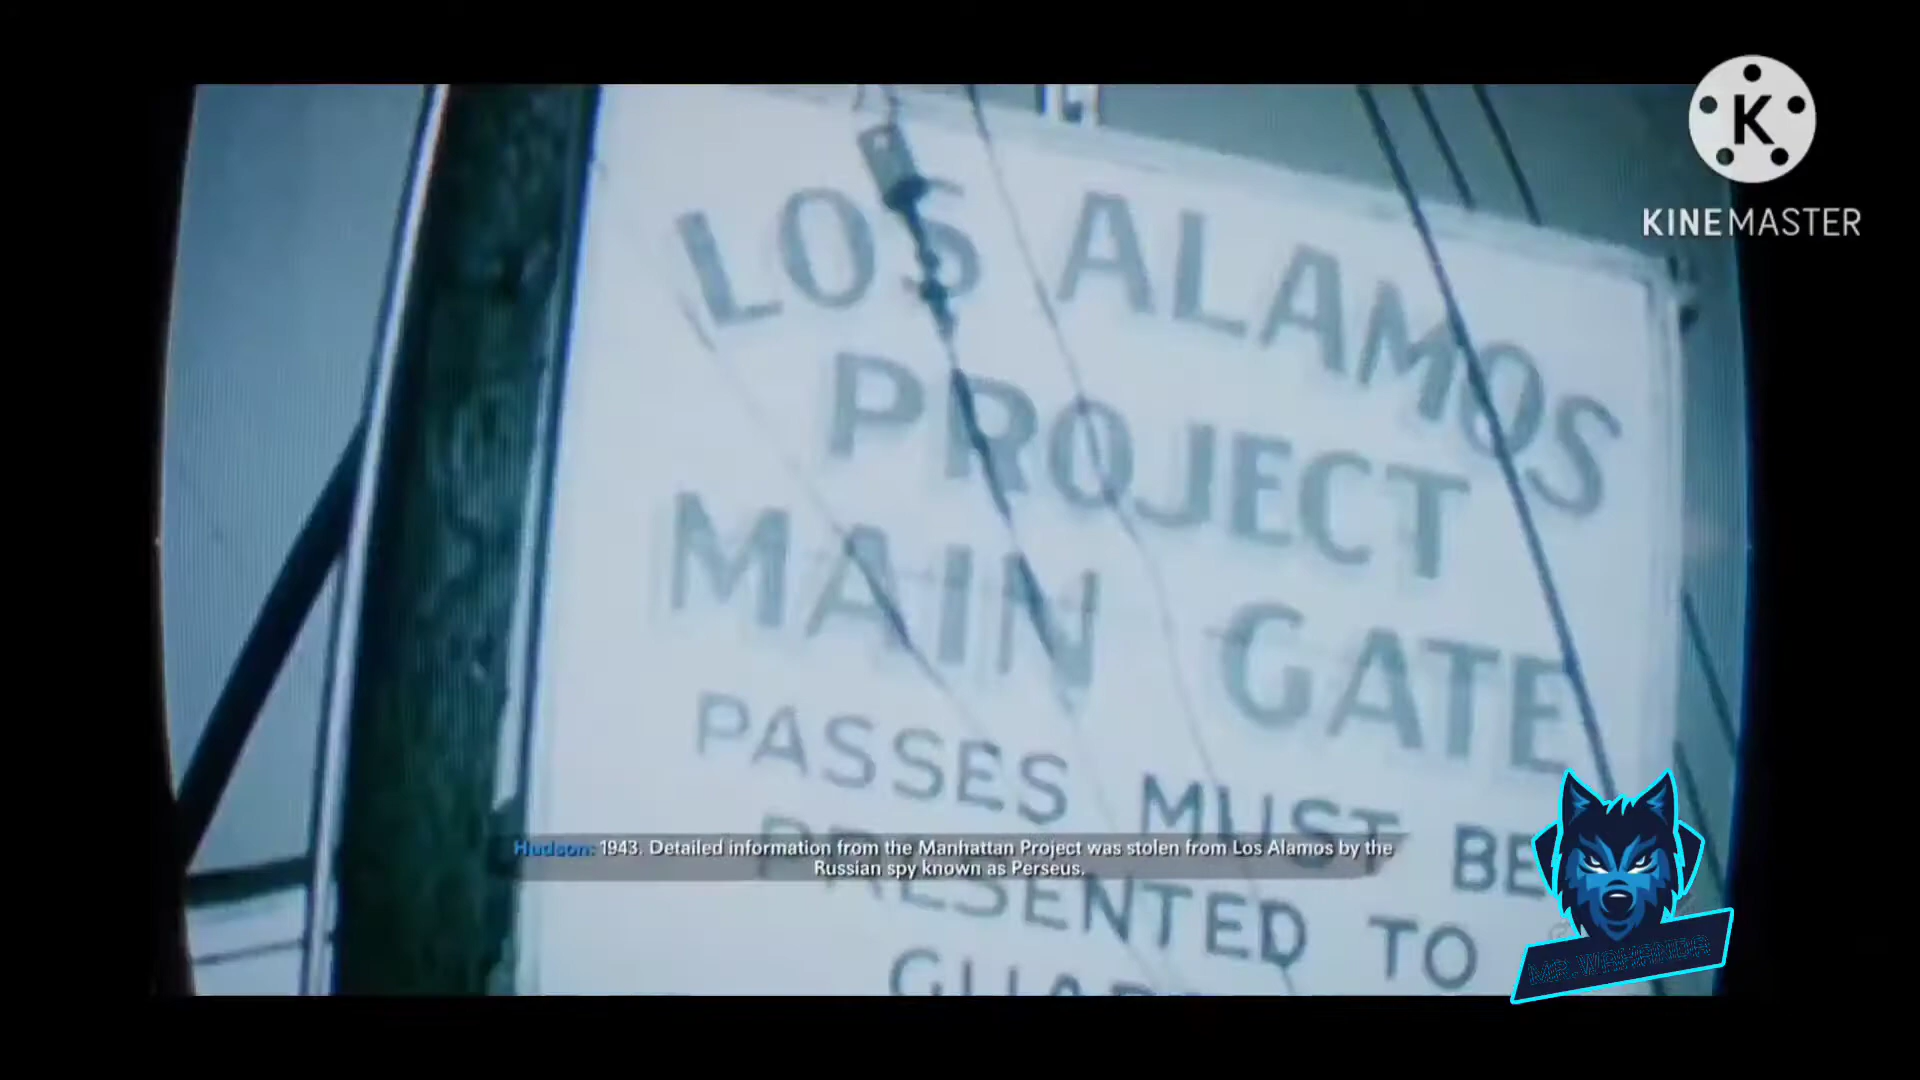 K
KINEMASTER
LOS ALAMOS
PROJECT
MAIN GATE
PASSES MUST BE
PRESENTED TO
Hudson: 1943. Detailed information from the Manhattan Project was stolen from Los Alamos by the
Russian spy known as Perseus.